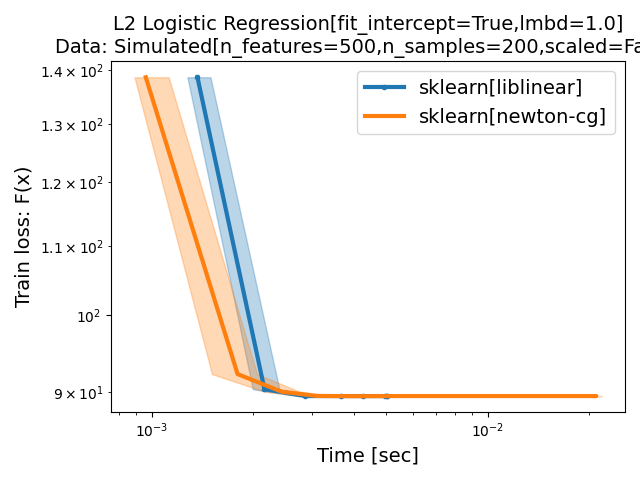 L2 Logistic Regression[fit_intercept=True,lmbd=1.0]
Data: Simulated[n_features=500,n_samples=200,scaled=Fa
sklearn[liblinear]
sklearn[newton-cg]
Train loss: F(x)
1.4 × 10²
1.3 × 10²
1.2 × 10²
1.1 × 10²
10²
9 × 10¹
10⁻³
10⁻²
Time [sec]